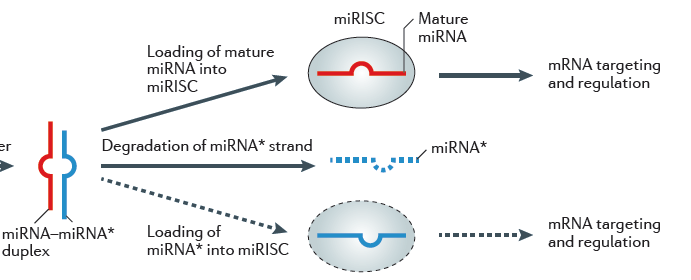 miRISC
Mature
miRNA
Loading of mature
miRNA into
miRISC
mRNA targeting
and regulation
er
Degradation of miRNA* strand
miRNA*
miRNA–miRNA*
duplex
Loading of
miRNA* into miRISC
mRNA targeting
and regulation